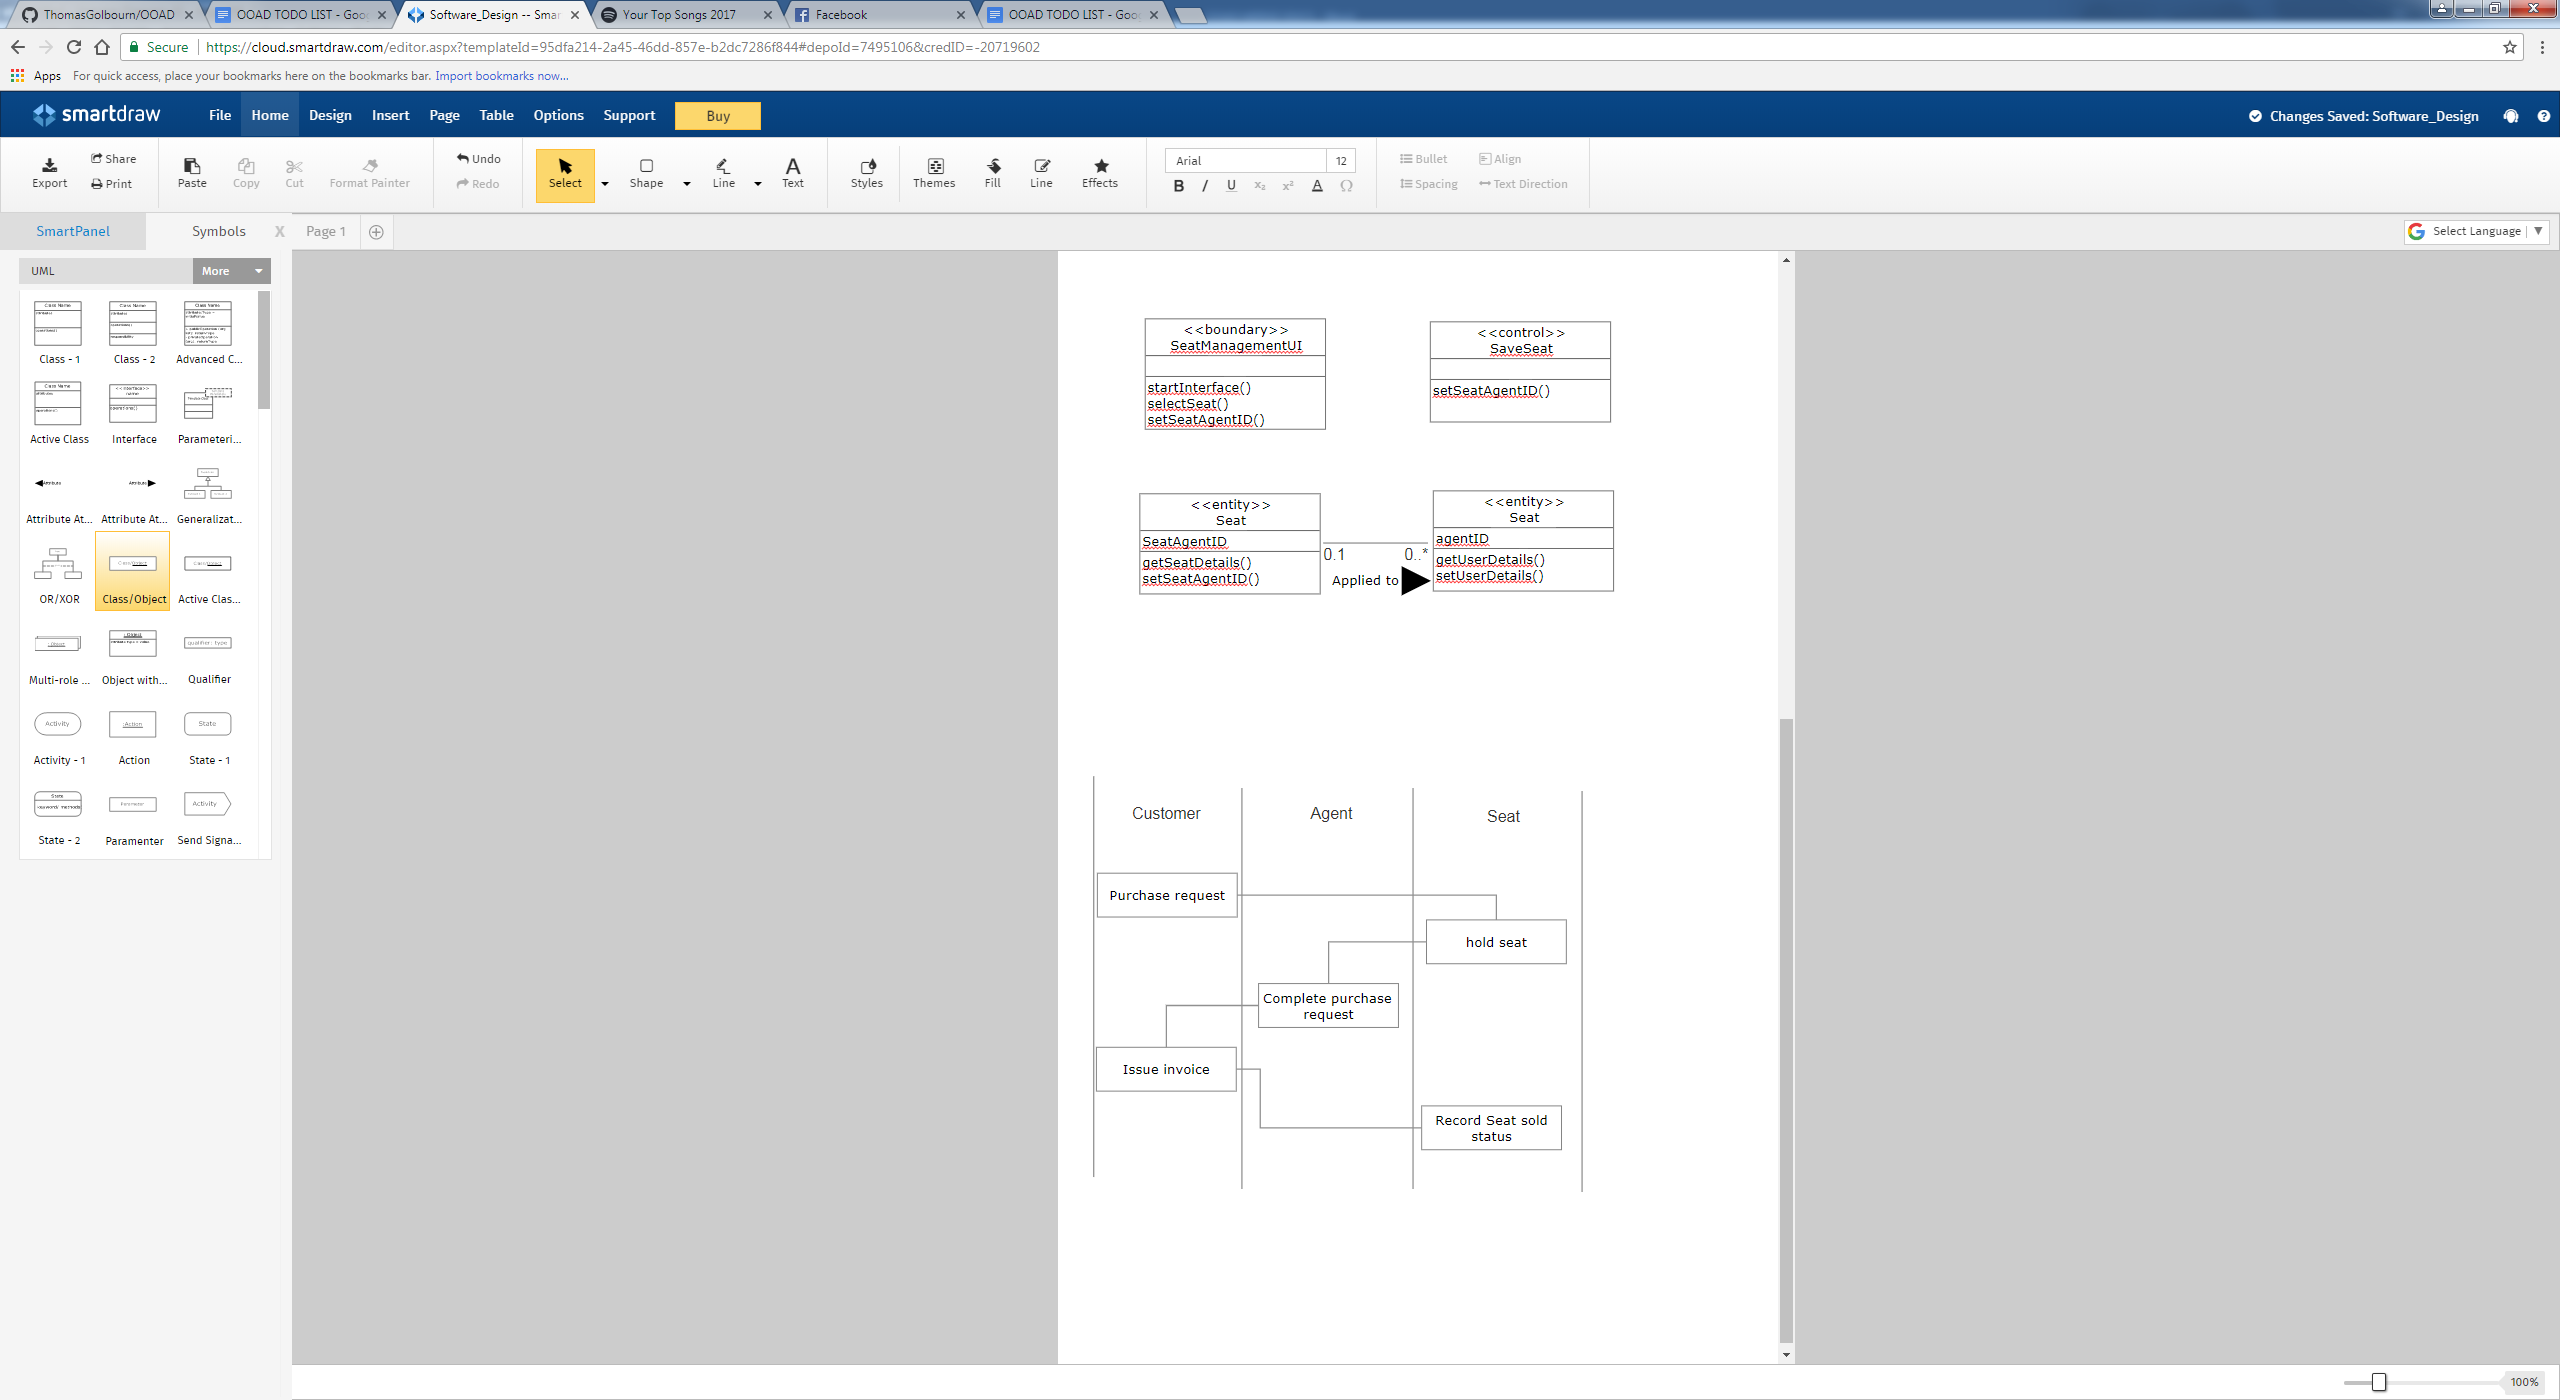 ThomasGolbourn/OOAD
OOAD TODO LIST - Goo
Software_Design -- Smar
Your Top Songs 2017
Facebook
OOAD TODO LIST - Goo
Secure
https://cloud.smartdraw.com/editor.aspx?templateId=95dfa214-2a45-46dd-857e-b2dc7286f844#depoId=7495106&credID=-20719602
Apps
For quick access, place your bookmarks here on the bookmarks bar. Import bookmarks now...
smartdraw
File
Home
Design
Insert
Page
Table
Options
Support
Buy
Changes Saved: Software_Design
Export
Share
Print
Paste
Copy
Cut
Format Painter
Undo
Redo
Select
Shape
Line
Text
Styles
Themes
Fill
Line
Effects
Arial
12
B
I
U
x₂
x²
A
Ω
Bullet
Align
Spacing
Text Direction
SmartPanel
Symbols
X
Page 1
Select Language
UML
More
Class - 1
Class - 2
Advanced C...
Active Class
Interface
Parameteri...
Attribute At...
Attribute At...
Generalizat...
OR/XOR
Class/Object
Active Clas...
Multi-role ...
Object with...
Qualifier
Activity
:Action
State
Activity - 1
Action
State - 1
State
Parameter
Activity
State - 2
Paramenter
Send Signa...
<<boundary>>
SeatManagementUI
startInterface()
selectSeat()
setSeatAgentID()
<<control>>
SaveSeat
setSeatAgentID()
<<entity>>
Seat
SeatAgentID
getSeatDetails()
setSeatAgentID()
0.1
0..*
Applied to
<<entity>>
Seat
agentID
getUserDetails()
setUserDetails()
Customer
Agent
Seat
Purchase request
hold seat
Complete purchase
request
Issue invoice
Record Seat sold
status
100%